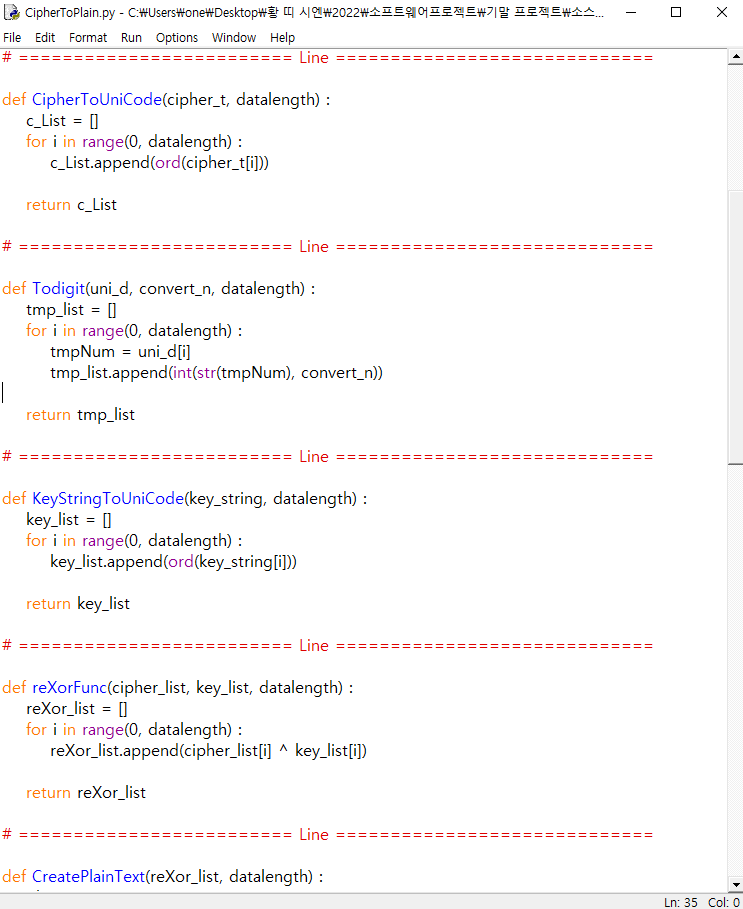 CipherToPlain.py - C:₩Users₩one₩Desktop₩황 띠 시엔₩2022₩소프트웨어프로젝트₩기말 프로젝트₩소스...
File Edit Format Run Options Window Help
# ========================= Line =============================
def CipherToUniCode(cipher_t, datalength) :
    c_List = []
    for i in range(0, datalength) :
        c_List.append(ord(cipher_t[i]))
    return c_List
# ========================= Line =============================
def Todigit(uni_d, convert_n, datalength) :
    tmp_list = []
    for i in range(0, datalength) :
        tmpNum = uni_d[i]
        tmp_list.append(int(str(tmpNum), convert_n))
    return tmp_list
# ========================= Line =============================
def KeyStringToUniCode(key_string, datalength) :
    key_list = []
    for i in range(0, datalength) :
        key_list.append(ord(key_string[i]))
    return key_list
# ========================= Line =============================
def reXorFunc(cipher_list, key_list, datalength) :
    reXor_list = []
    for i in range(0, datalength) :
        reXor_list.append(cipher_list[i] ^ key_list[i])
    return reXor_list
# ========================= Line =============================
def CreatePlainText(reXor_list, datalength) :
Ln: 35 Col: 0